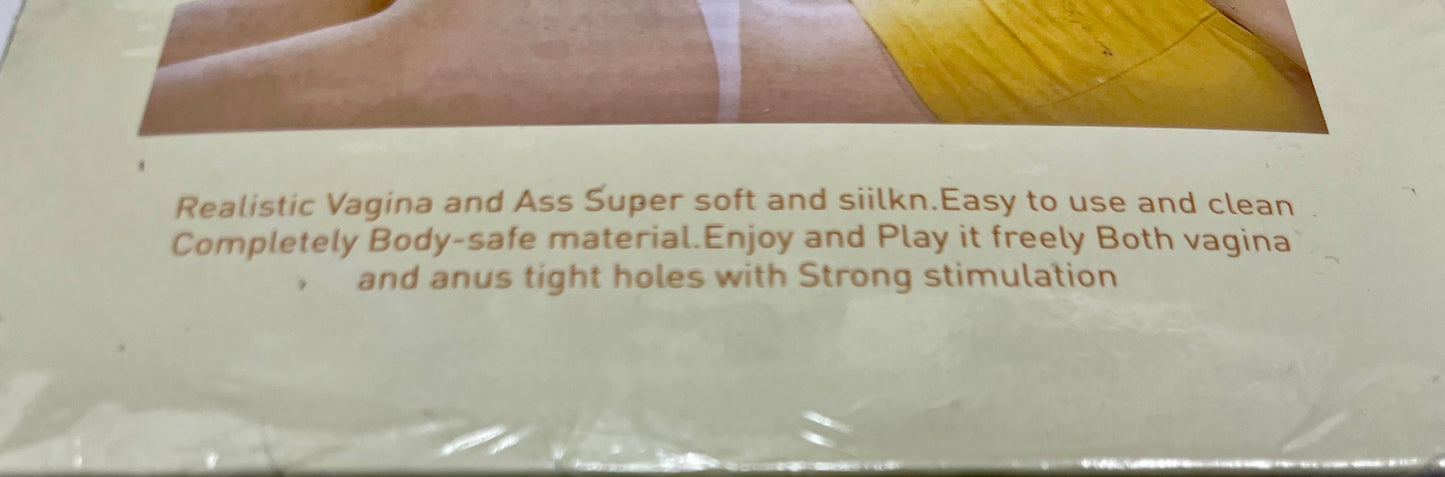 Realistic Vagina and Ass Super soft and siilkn.Easy to use and clean
Completely Body-safe material.Enjoy and Play it freely Both vagina
and anus tight holes with Strong stimulation